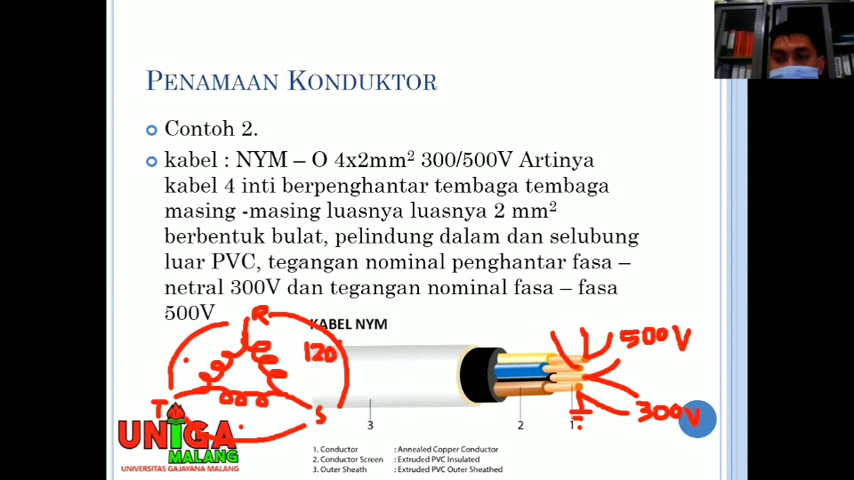 PENAMAAN KONDUKTOR
Contoh 2.
kabel : NYM – O 4x2mm² 300/500V Artinya
kabel 4 inti berpenghantar tembaga tembaga
masing -masing luasnya luasnya 2 mm²
berbentuk bulat, pelindung dalam dan selubung
luar PVC, tegangan nominal penghantar fasa –
netral 300V dan tegangan nominal fasa – fasa
500V
KABEL NYM
R
120
T
S
500V
300V
3
2
1
1. Conductor : Annealed Copper Conductor
2. Conductor Screen : Extruded PVC Insulated
3. Outer Sheath : Extruded PVC Outer Sheathed
UNIGA
MALANG
UNIVERSITAS GAJAYANA MALANG